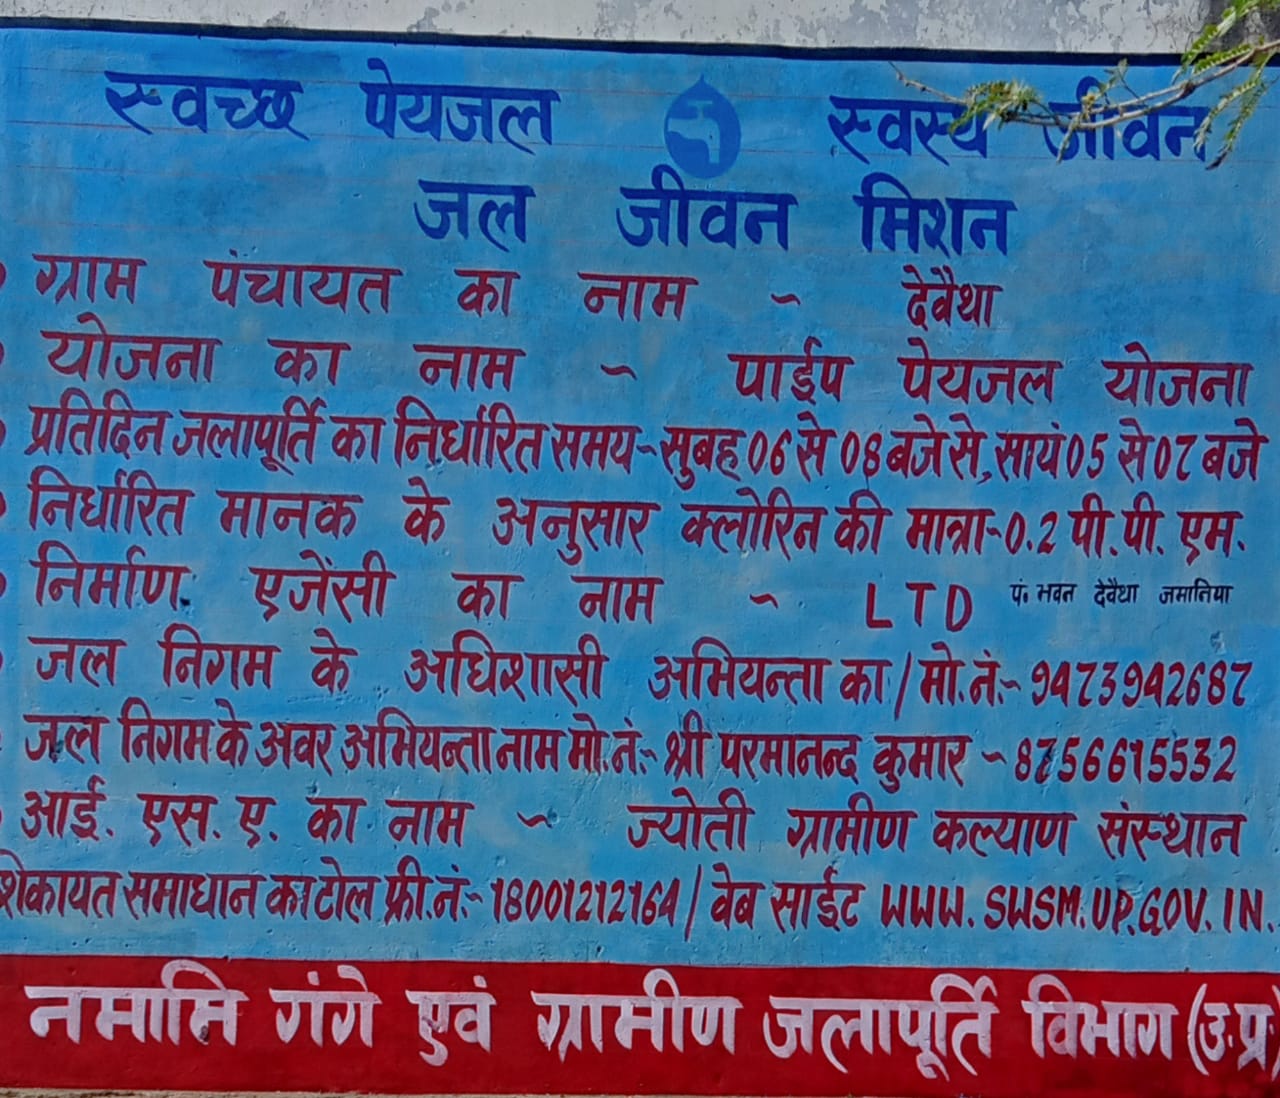 स्वच्छ पेयजल स्वस्य जीवन
जल जीवन मिशन
ग्राम पंचायत का नाम ~ देवैथा
योजना का नाम ~ पाईप पेयजल योजना
प्रतिदिन जलापूर्ति का निर्धारित समय-सुबह 06 से 08 बजे से, सायं 05 से 07 बजे
निर्धारित मानक के अनुसार क्लोरिन की मात्रा-0.2 पी.पी. एम.
निर्माण एजेंसी का नाम ~ LTD पं० भवन देवैथा जमानिया
जल निगम के अधिशासी अभियन्ता का / मो.नं:- 9473942687
जल निगम के अवर अभियन्ता नाम मो.नं:- श्री परमानन्द कुमार ~ 8756615532
आई. एस. ए. का नाम ~ ज्योती ग्रामीण कल्याण संस्थान
शिकायत समाधान का टोल फ्री.नं:- 18001212164 / वेब साईट WWW. SWSM.UP.GOV.IN.
नमामि गंगे एवं ग्रामीण जलापूर्ति विभाग (उ.प्र.)